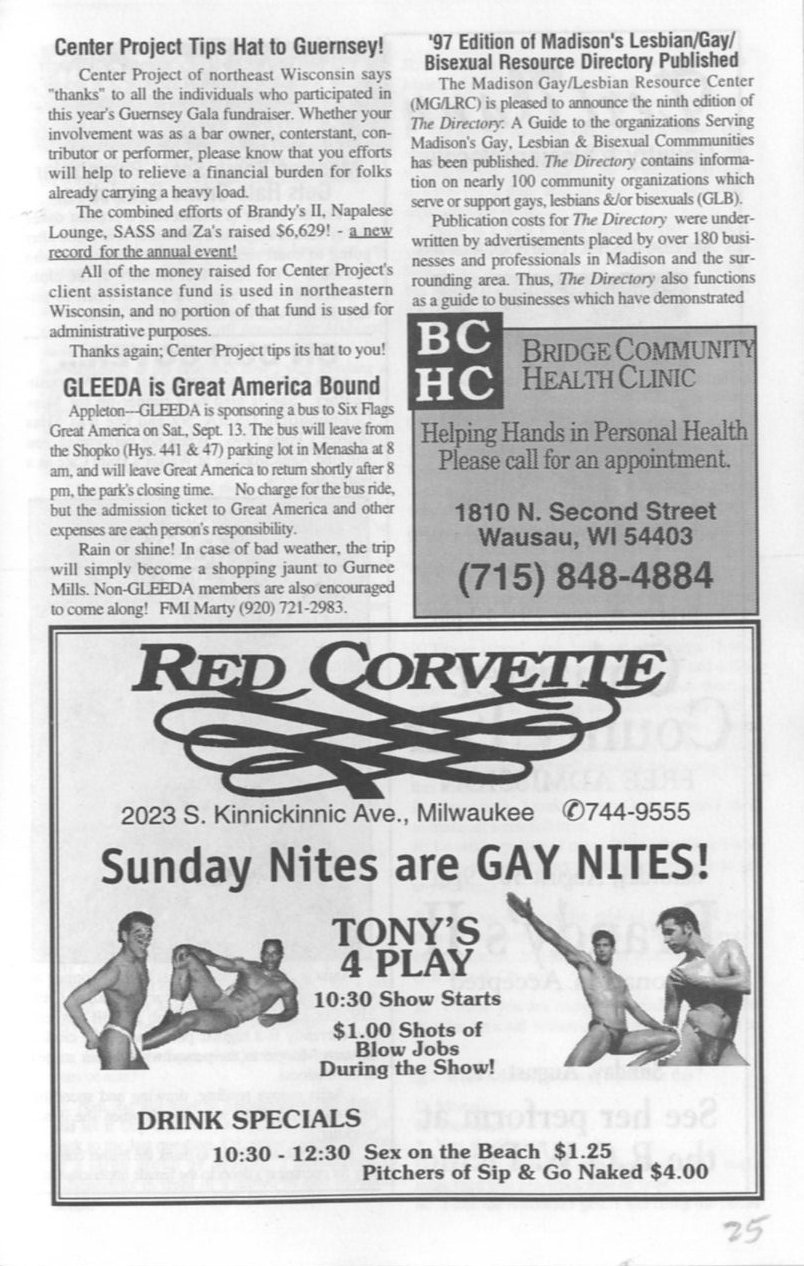 Center Project Tips Hat to Guernsey!
Center Project of northeast Wisconsin says
"thanks" to all the individuals who participated in
this year's Guernsey Gala fundraiser. Whether your
involvement was as a bar owner, conterstant, con-
tributor or performer, please know that you efforts
will help to relieve a financial burden for folks
already carrying a heavy load.
The combined efforts of Brandy's II, Napalese
Lounge, SASS and Za's raised $6,629! - a new
record for the annual event!
All of the money raised for Center Project's
client assistance fund is used in northeastern
Wisconsin, and no portion of that fund is used for
administrative purposes.
Thanks again; Center Project tips its hat to you!
GLEEDA is Great America Bound
Appleton---GLEEDA is sponsoring a bus to Six Flags
Great America on Sat., Sept. 13. The bus will leave from
the Shopko (Hys. 441 & 47) parking lot in Menasha at 8
am, and will leave Great America to return shortly after 8
pm, the park's closing time. No charge for the bus ride,
but the admission ticket to Great America and other
expenses are each person's responsibility.
Rain or shine! In case of bad weather, the trip
will simply become a shopping jaunt to Gurnee
Mills. Non-GLEEDA members are also encouraged
to come along! FMI Marty (920) 721-2983.
'97 Edition of Madison's Lesbian/Gay/
Bisexual Resource Directory Published
The Madison Gay/Lesbian Resource Center
(MG/LRC) is pleased to announce the ninth edition of
The Directory: A Guide to the organizations Serving
Madison's Gay, Lesbian & Bisexual Commmunities
has been published. The Directory contains informa-
tion on nearly 100 community organizations which
serve or support gays, lesbians &/or bisexuals (GLB).
Publication costs for The Directory were under-
written by advertisements placed by over 180 busi-
nesses and professionals in Madison and the sur-
rounding area. Thus, The Directory also functions
as a guide to businesses which have demonstrated
BC
HC
BRIDGE COMMUNITY
HEALTH CLINIC
Helping Hands in Personal Health
Please call for an appointment.
1810 N. Second Street
Wausau, WI 54403
(715) 848-4884
RED CORVETTE
2023 S. Kinnickinnic Ave., Milwaukee ✆744-9555
Sunday Nites are GAY NITES!
TONY'S
4 PLAY
10:30 Show Starts
$1.00 Shots of
Blow Jobs
During the Show!
DRINK SPECIALS
10:30 - 12:30 Sex on the Beach $1.25
Pitchers of Sip & Go Naked $4.00
25